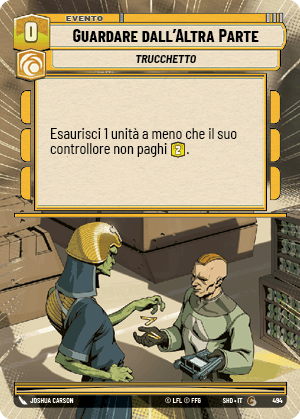 EVENTO
0
GUARDARE DALL'ALTRA PARTE
TRUCCHETTO
Esaurisci 1 unità a meno che il suo
controllore non paghi 2.
JOSHUA CARSON
© LFL © FFG
SHD • IT
494